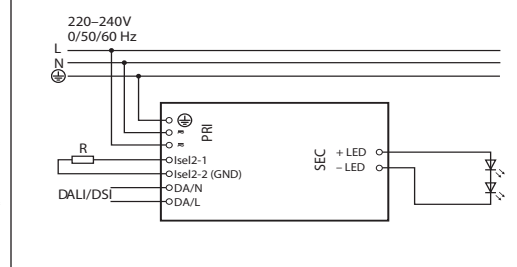 220–240V
0/50/60 Hz
L
N
PRI
R
Isel2-1
Isel2-2 (GND)
DALI/DSI
DA/N
DA/L
SEC
+ LED
– LED